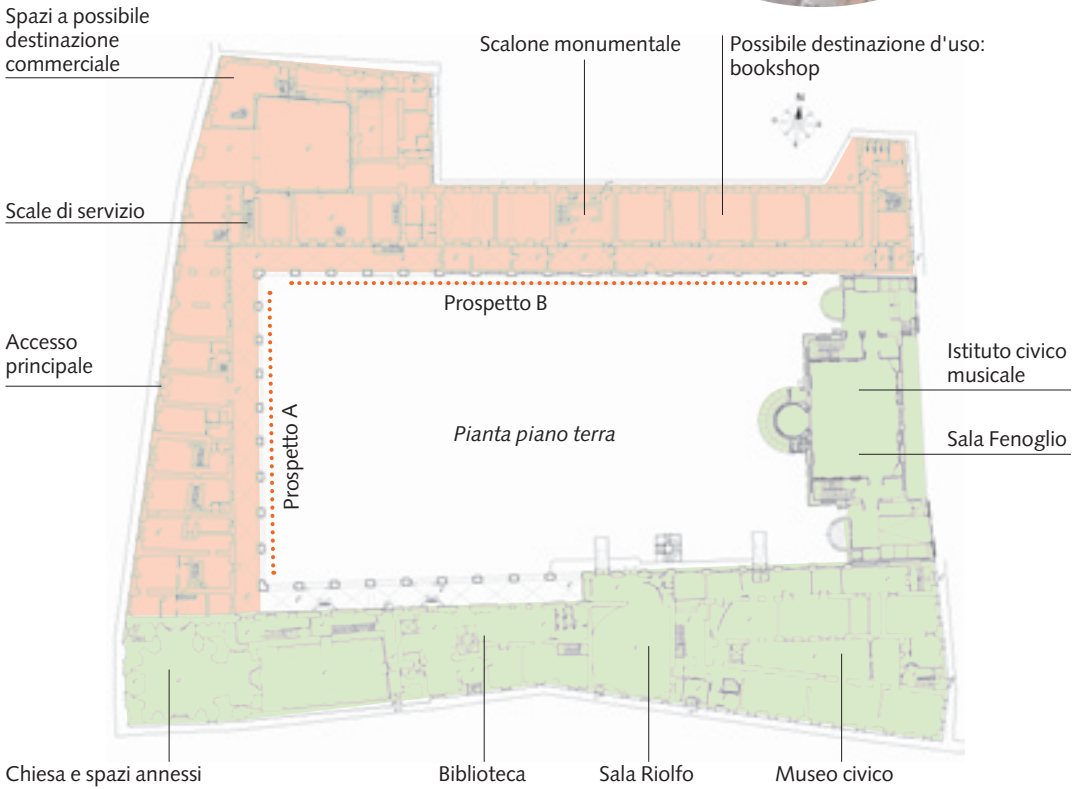 Spazi a possibile
destinazione
commerciale
Scalone monumentale
Possibile destinazione d'uso:
bookshop
N
Scale di servizio
Prospetto B
Accesso
principale
Prospetto A
Pianta piano terra
Istituto civico
musicale
Sala Fenoglio
Chiesa e spazi annessi
Biblioteca
Sala Riolfo
Museo civico